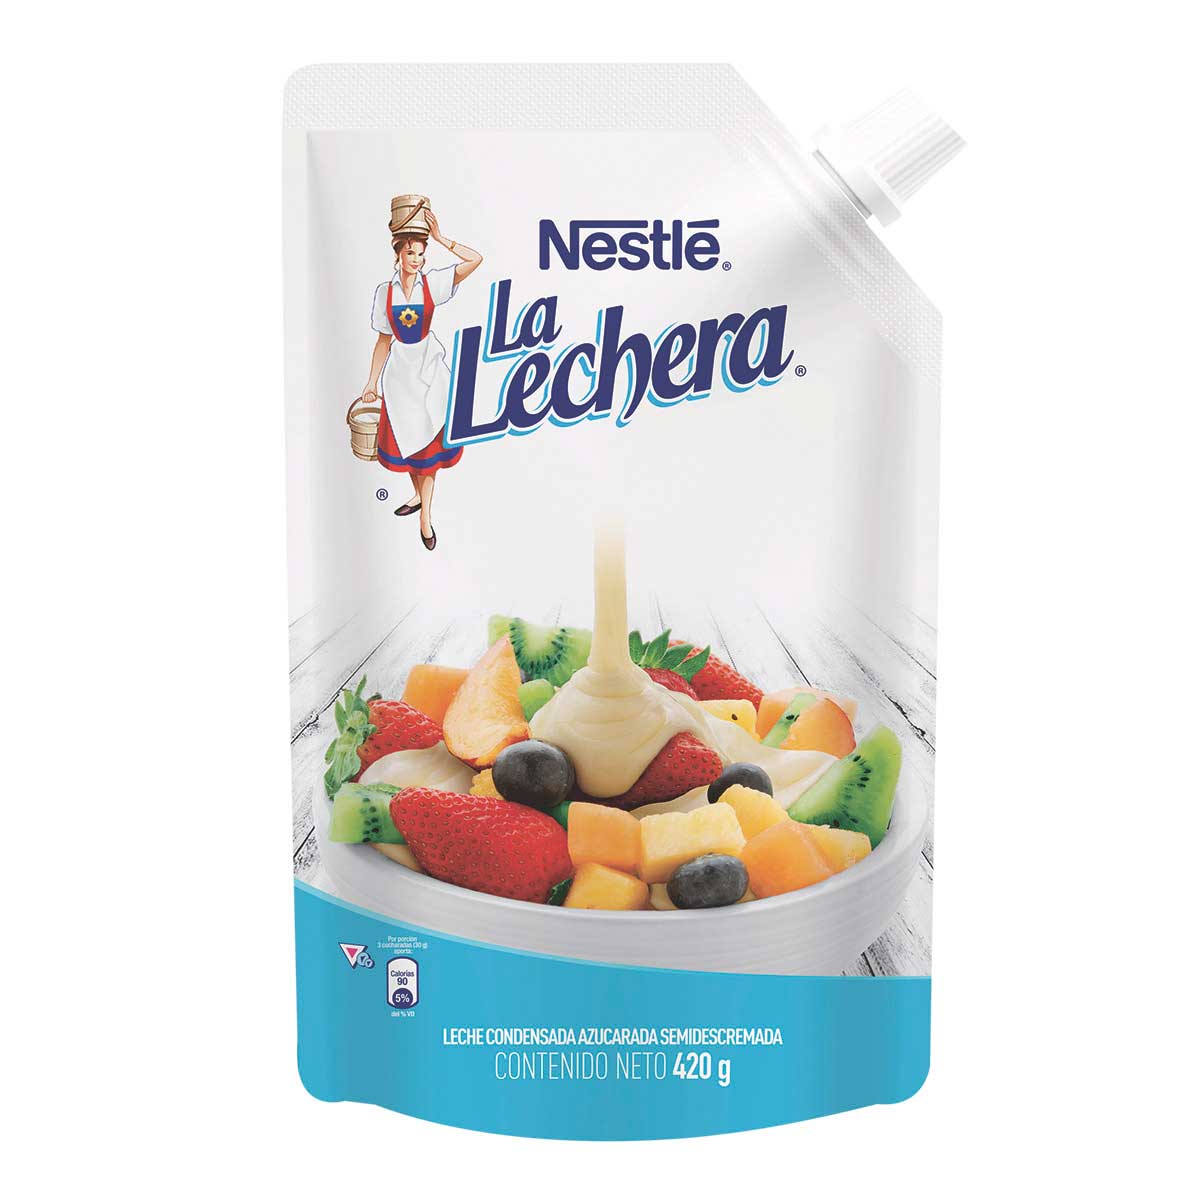 Nestlé®
La
Lechera®
®
Por porción
3 cucharadas (30 g)
aporta:
Calorías
90
5%
del % VD
LECHE CONDENSADA AZUCARADA SEMIDESCREMADA
CONTENIDO NETO 420 g